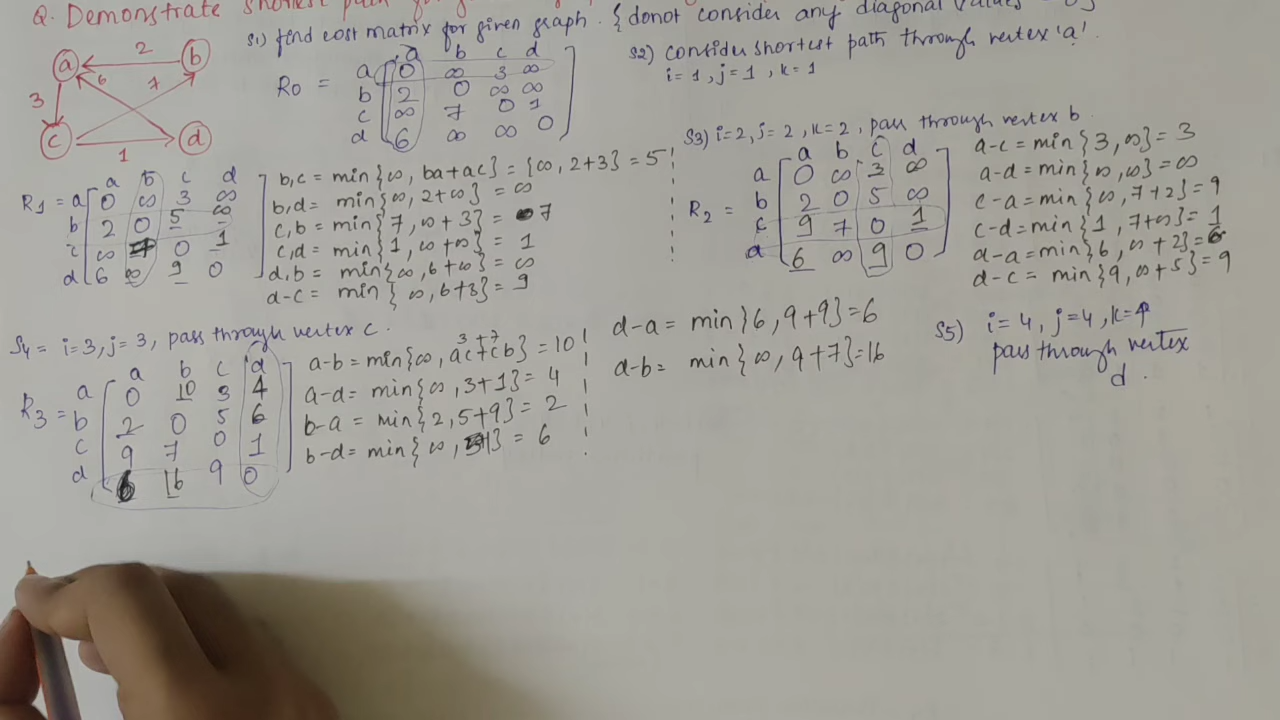 Q. Demonstrate shortest path
S1) find cost matrix for given graph. {donot consider any diagonal values
a 2 b
3 6 7
c 1 d
R0 =
a b c d
a 0 ∞ 3 ∞
b 2 0 ∞ ∞
c ∞ 7 0 1
d 6 ∞ ∞ 0
S2) consider shortest path through vertex 'a'.
i=1, j=1, k=1
R1 =
a b c d
a 0 ∞ 3 ∞
b 2 0 5 ∞
c ∞ 7 0 1
d 6 ∞ 9 0
b,c = min{∞, ba+ac} = {∞, 2+3} = 5
b,d = min{∞, 2+∞} = ∞
c,b = min{7, ∞+3} = 7
c,d = min{1, ∞+∞} = 1
d,b = min{∞, 6+∞} = ∞
d-c = min{∞, 6+3} = 9
S3) i=2, j=2, k=2, pass through vertex b
R2 =
a b c d
a 0 ∞ 3 ∞
b 2 0 5 ∞
c 9 7 0 1
d 6 ∞ 9 0
a-c = min{3, ∞} = 3
a-d = min{∞, ∞} = ∞
c-a = min{∞, 7+2} = 9
c-d = min{1, 7+∞} = 1
d-a = min{6, ∞+2} = 6
d-c = min{9, ∞+5} = 9
S4 = i=3, j=3, pass through vertex c.
R3 =
a b c d
a 0 10 3 4
b 2 0 5 6
c 9 7 0 1
d 6 16 9 0
3+7
a-b = min{∞, ac+cb} = 10
a-d = min{∞, 3+1} = 4
b-a = min{2, 5+9} = 2
b-d = min{∞, 5+1} = 6
d-a = min{6, 9+9} = 6
d-b = min{∞, 9+7} = 16
S5) i=4, j=4, k=4
pass through vertex
d.